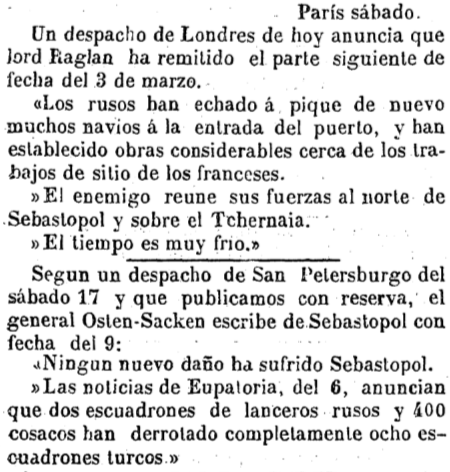 París sábado.
Un despacho de Londres de hoy anuncia que
lord Raglan ha remitido el parte siguiente de
fecha del 3 de marzo.
«Los rusos han echado á pique de nuevo
muchos navios á la entrada del puerto, y han
establecido obras considerables cerca de los tra-
bajos de sitio de los franceses.
» El enemigo reune sus fuerzas al norte de
Sebastopol y sobre el Tchernaia.
» El tiempo es muy frio.»
Segun un despacho de San Petersburgo del
sábado 17 y que publicamos con reserva, el
general Osten-Sacken escribe de Sebastopol con
fecha del 9:
«Ningun nuevo daño ha sufrido Sebastopol.
» Las noticias de Eupatoria, del 6, anuncian
que dos escuadrones de lanceros rusos y 400
cosacos han derrotado completamente ocho es-
cuadrones turcos.»